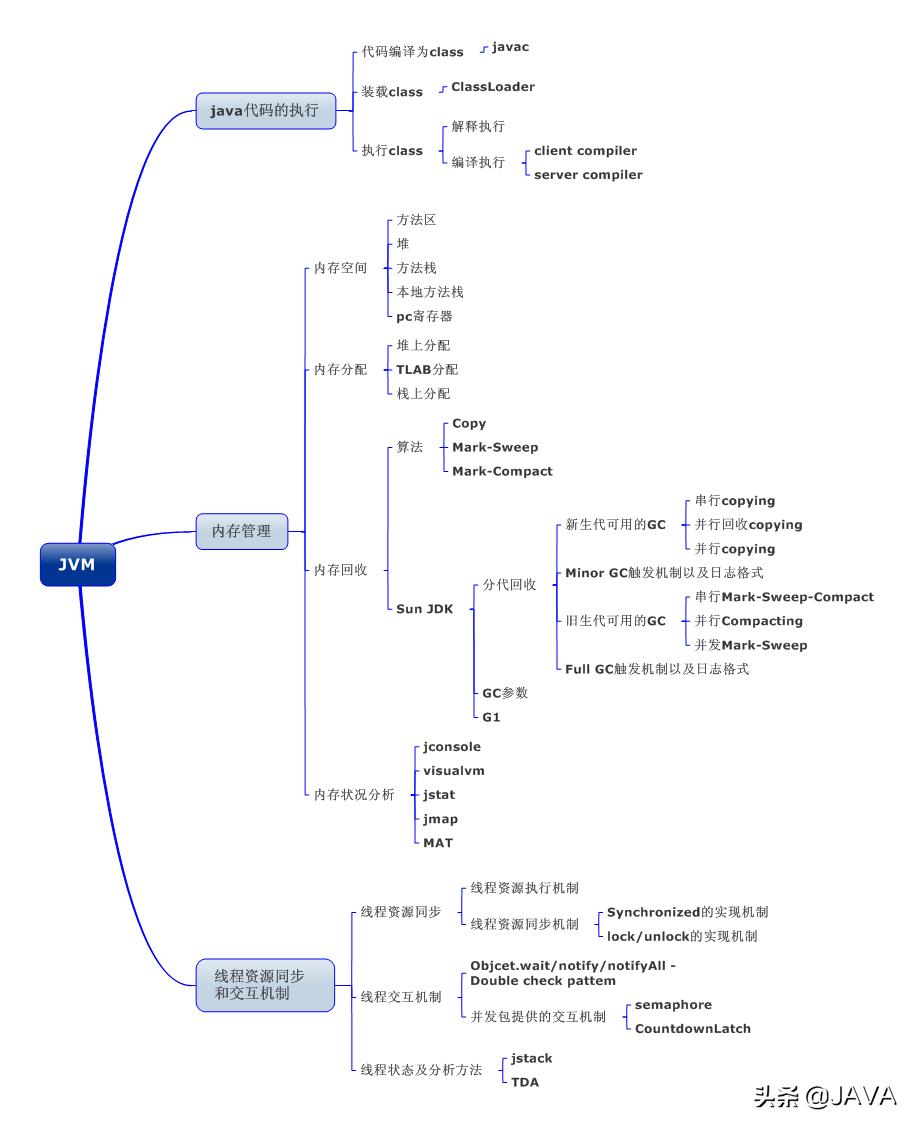 JVM
java代码的执行
代码编译为class
javac
装载class
ClassLoader
执行class
解释执行
编译执行
client compiler
server compiler
内存管理
内存空间
方法区
堆
方法栈
本地方法栈
pc寄存器
内存分配
堆上分配
TLAB分配
栈上分配
内存回收
算法
Copy
Mark-Sweep
Mark-Compact
Sun JDK
分代回收
新生代可用的GC
串行copying
并行回收copying
并行copying
Minor GC触发机制以及日志格式
旧生代可用的GC
串行Mark-Sweep-Compact
并行Compacting
并发Mark-Sweep
Full GC触发机制以及日志格式
GC参数
G1
内存状况分析
jconsole
visualvm
jstat
jmap
MAT
线程资源同步
和交互机制
线程资源同步
线程资源执行机制
线程资源同步机制
Synchronized的实现机制
lock/unlock的实现机制
线程交互机制
Objcet.wait/notify/notifyAll -
Double check pattem
并发包提供的交互机制
semaphore
CountdownLatch
线程状态及分析方法
jstack
TDA
头条 @JAVA